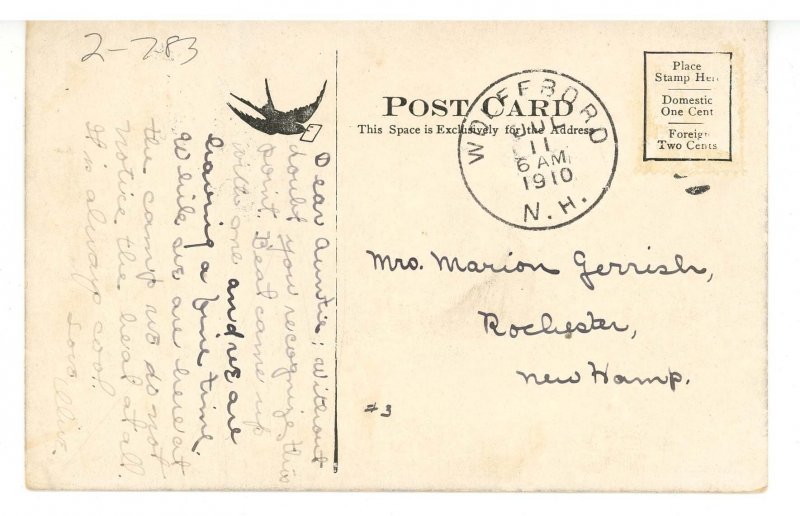 2-7-83
POST CARD
This Space is Exclusively for the Address
Place
Stamp Here
Domestic
One Cent
Foreign
Two Cents
WOLFEBORO
JUL
11
6 AM
1910
N. H.
Dear Auntie; Without
doubt you recognize this
point. Beat came up
with me and we are
having a fine time.
While we are here at
the camp we do not
notice the heat at all.
It is always cool.
Love
Mrs. Marion Gerrish,
Rochester,
New Hamp.
#3